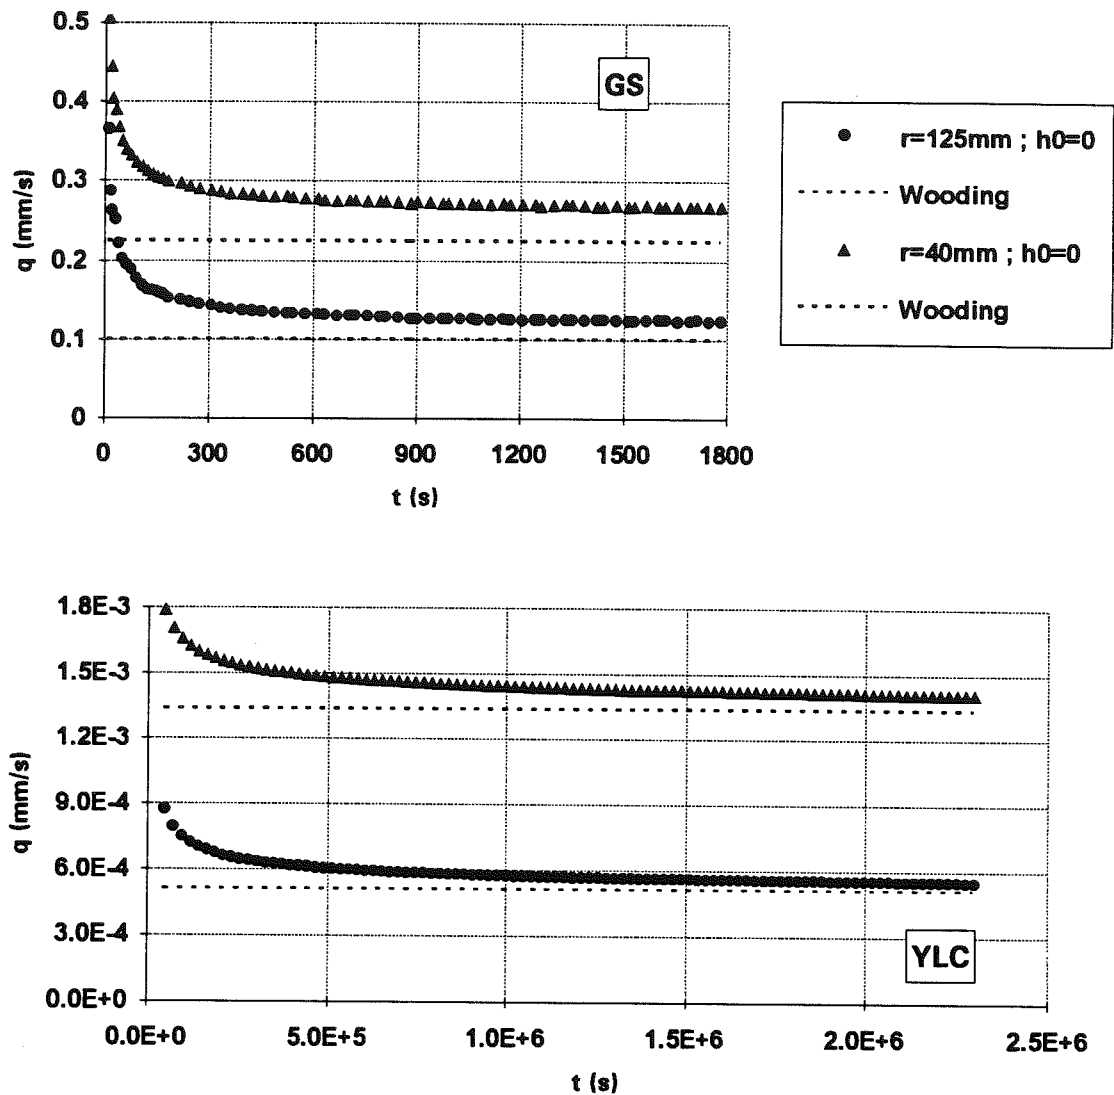 0.5
0.4
0.3
0.2
0.1
0
q (mm/s)
GS
0 300 600 900 1200 1500 1800
t (s)
r=125mm ; h0=0
Wooding
r=40mm ; h0=0
Wooding
1.8E-3
1.5E-3
1.2E-3
9.0E-4
6.0E-4
3.0E-4
0.0E+0
q (mm/s)
YLC
0.0E+0 5.0E+5 1.0E+6 1.5E+6 2.0E+6 2.5E+6
t (s)